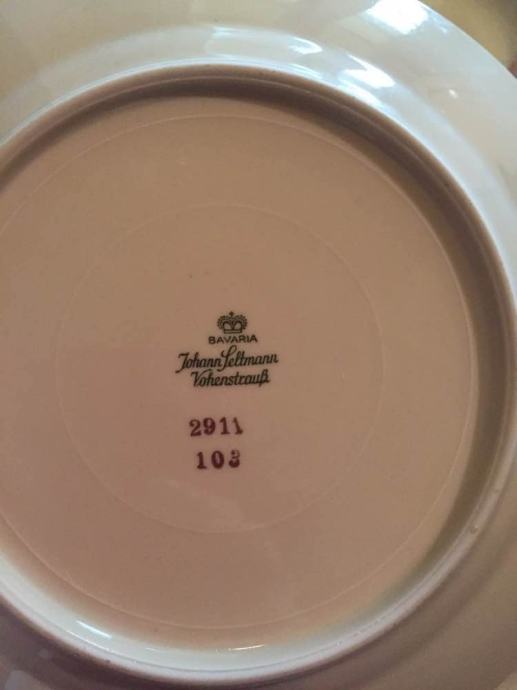 BAVARIA
Johann Seltmann
Vohenstrauß
2911
103